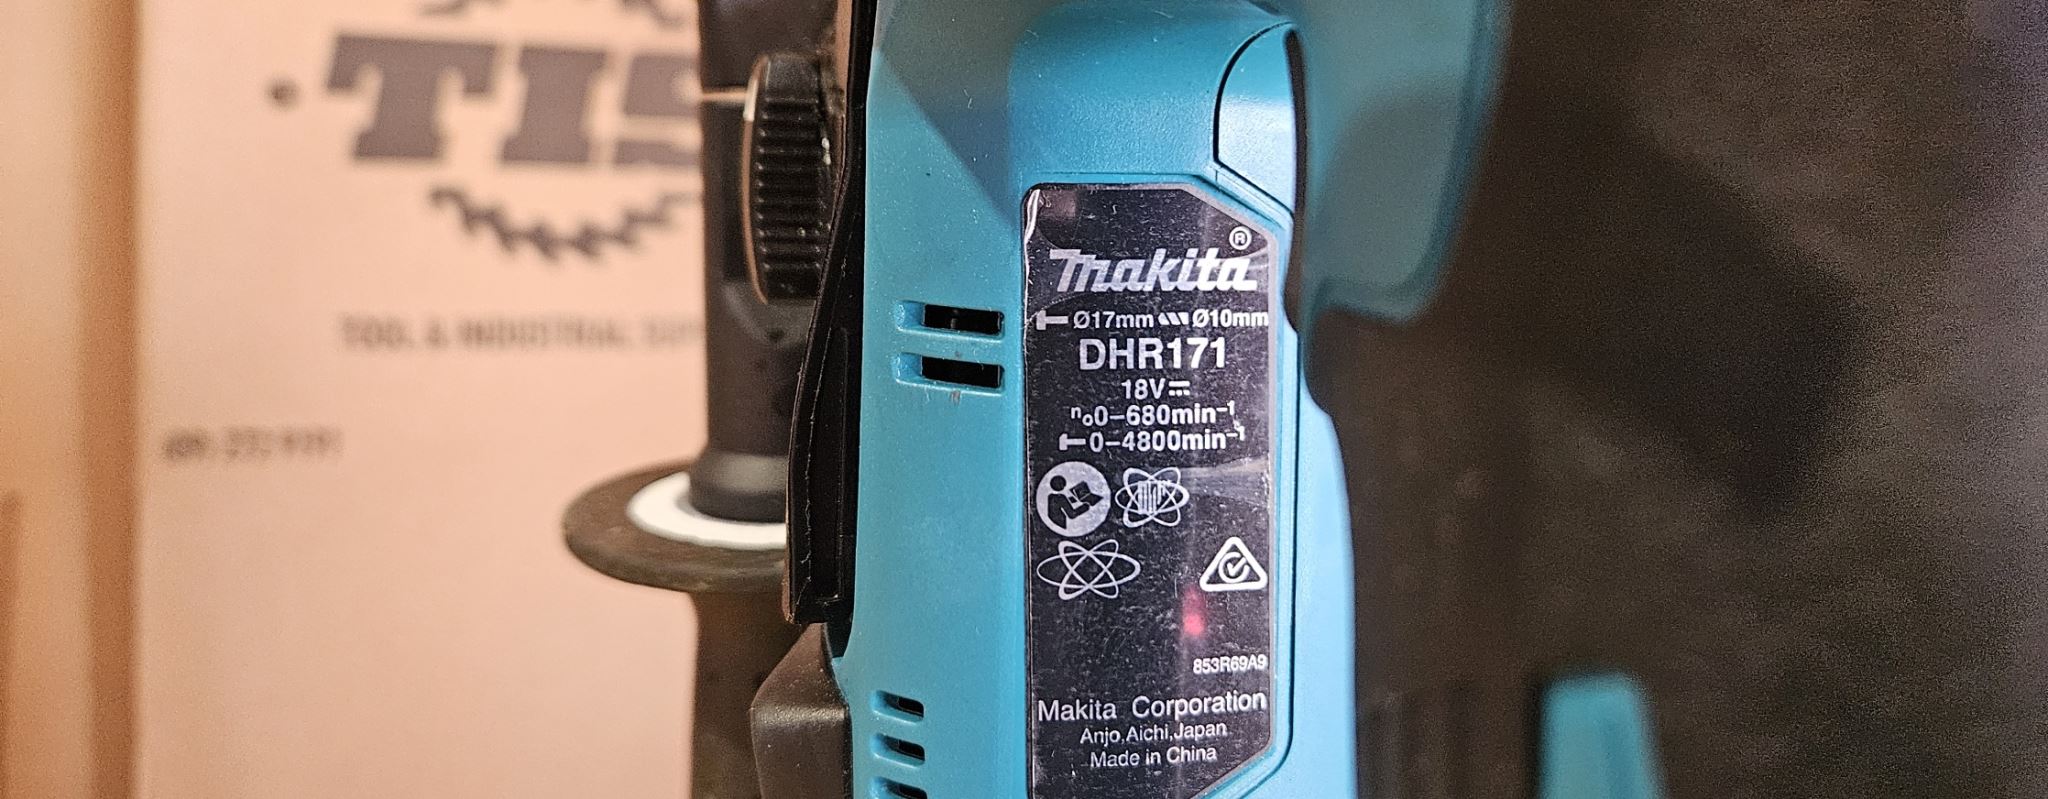 TIS
TOOL & INDUSTRIAL
Makita®
Ø17mm Ø10mm
DHR171
18V⎓
n₀0–680min⁻¹
0–4800min⁻¹
853R69A9
Makita Corporation
Anjo,Aichi,Japan
Made in China